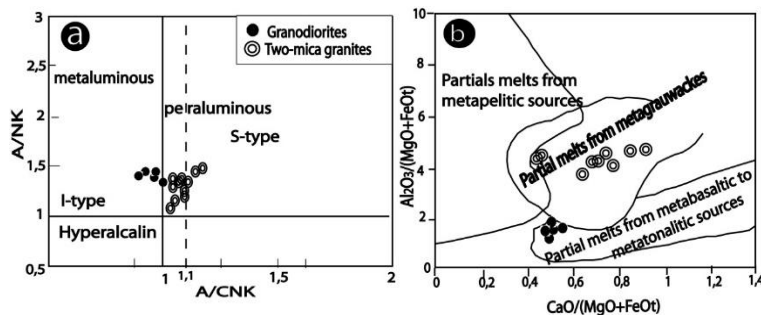 a
Granodiorites
Two-mica granites
metaluminous
peraluminous
S-type
I-type
Hyperalcalin
A/NK
3
2,5
2
1,5
1
0,5
1
1,1
1,5
2
A/CNK
b
Partials melts from
metapelitic sources
Partial melts from metagrauwackes
Partial melts from metabasaltic to
metatonalitic sources
Al2O3/(MgO+FeOt)
10
8
6
4
2
0
0
0,2
0,4
0,6
0,8
1
1,2
1,4
CaO/(MgO+FeOt)